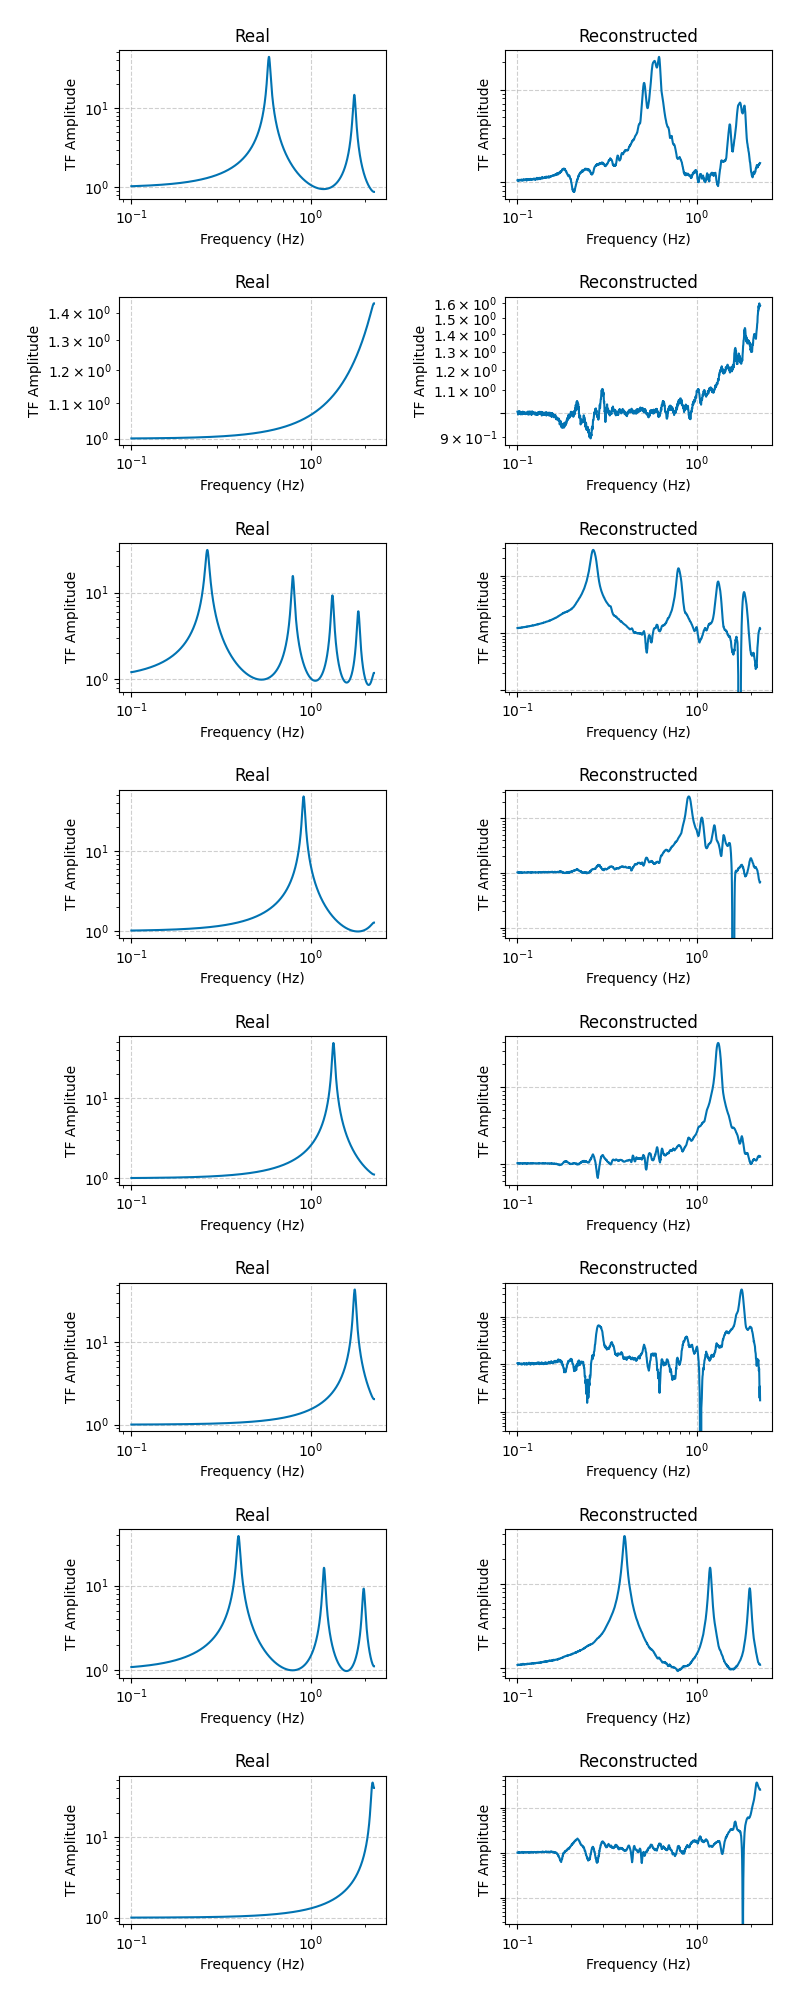 Real Reconstructed
TF Amplitude
10¹
10⁰
10⁻¹ 10⁰
Frequency (Hz)
TF Amplitude
10⁻¹ 10⁰
Frequency (Hz)
Real Reconstructed
TF Amplitude
1.4 × 10⁰
1.3 × 10⁰
1.2 × 10⁰
1.1 × 10⁰
10⁰
10⁻¹ 10⁰
Frequency (Hz)
TF Amplitude
1.6 × 10⁰
1.5 × 10⁰
1.4 × 10⁰
1.3 × 10⁰
1.2 × 10⁰
1.1 × 10⁰
9 × 10⁻¹
10⁻¹ 10⁰
Frequency (Hz)
Real Reconstructed
TF Amplitude
10¹
10⁰
10⁻¹ 10⁰
Frequency (Hz)
TF Amplitude
10⁻¹ 10⁰
Frequency (Hz)
Real Reconstructed
TF Amplitude
10¹
10⁰
10⁻¹ 10⁰
Frequency (Hz)
TF Amplitude
10⁻¹ 10⁰
Frequency (Hz)
Real Reconstructed
TF Amplitude
10¹
10⁰
10⁻¹ 10⁰
Frequency (Hz)
TF Amplitude
10⁻¹ 10⁰
Frequency (Hz)
Real Reconstructed
TF Amplitude
10¹
10⁰
10⁻¹ 10⁰
Frequency (Hz)
TF Amplitude
10⁻¹ 10⁰
Frequency (Hz)
Real Reconstructed
TF Amplitude
10¹
10⁰
10⁻¹ 10⁰
Frequency (Hz)
TF Amplitude
10⁻¹ 10⁰
Frequency (Hz)
Real Reconstructed
TF Amplitude
10¹
10⁰
10⁻¹ 10⁰
Frequency (Hz)
TF Amplitude
10⁻¹ 10⁰
Frequency (Hz)